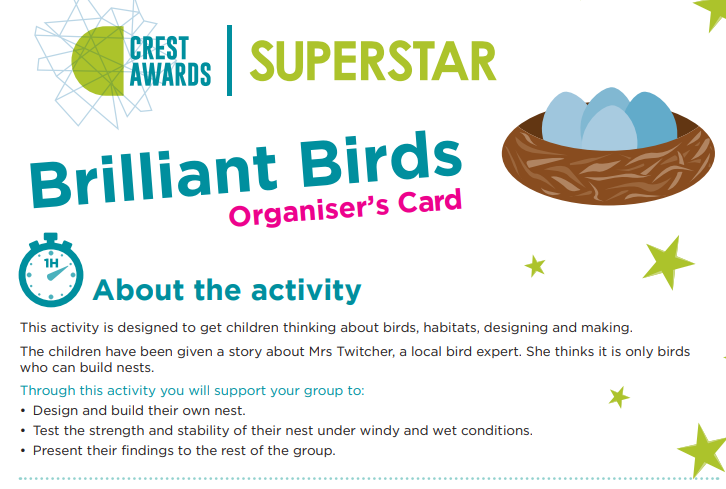 CREST
AWARDS
SUPERSTAR
Brilliant Birds
Organiser's Card
1H
About the activity
This activity is designed to get children thinking about birds, habitats, designing and making.
The children have been given a story about Mrs Twitcher, a local bird expert. She thinks it is only birds
who can build nests.
Through this activity you will support your group to:
• Design and build their own nest.
• Test the strength and stability of their nest under windy and wet conditions.
• Present their findings to the rest of the group.